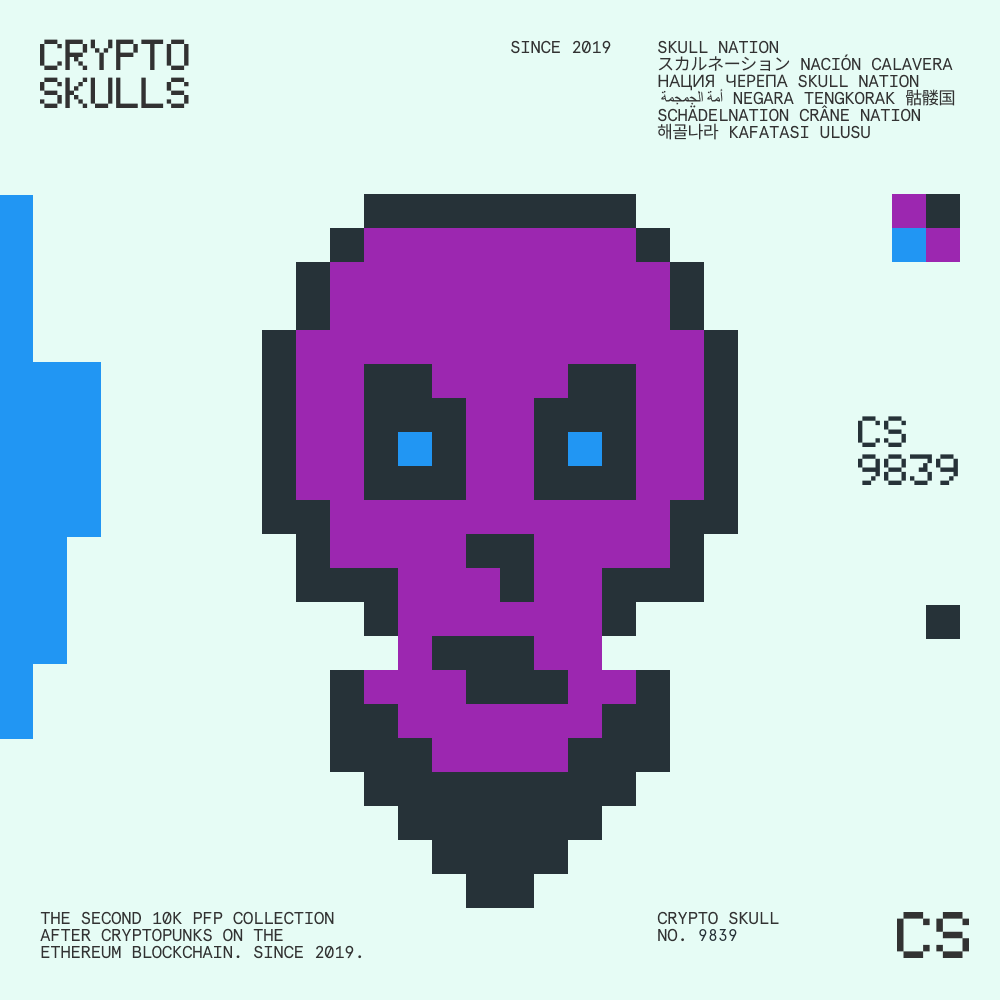 CRYPTO
SKULLS
SINCE 2019
SKULL NATION
スカルネーション NACIÓN CALAVERA
НАЦИЯ ЧЕРЕПА SKULL NATION
أمة الجمجمة NEGARA TENGKORAK 骷髅国
SCHÄDELNATION CRÂNE NATION
해골나라 KAFATASI ULUSU
CS
9839
THE SECOND 10K PFP COLLECTION
AFTER CRYPTOPUNKS ON THE
ETHEREUM BLOCKCHAIN. SINCE 2019.
CRYPTO SKULL
NO. 9839
CS